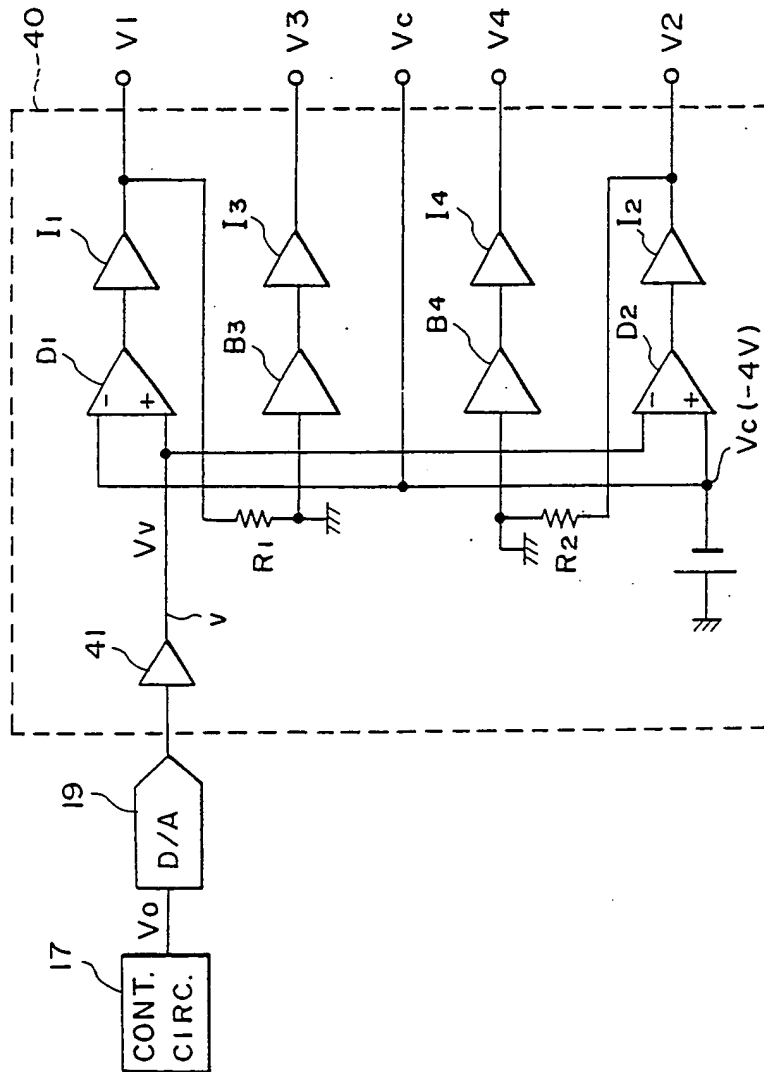 17
CONT.
CIRC.
Vo
19
D/A
41
v
Vv
40
D1
-
+
I1
V1
R1
B3
I3
V3
Vc
B4
I4
V4
R2
D2
-
+
I2
V2
Vc (-4V)